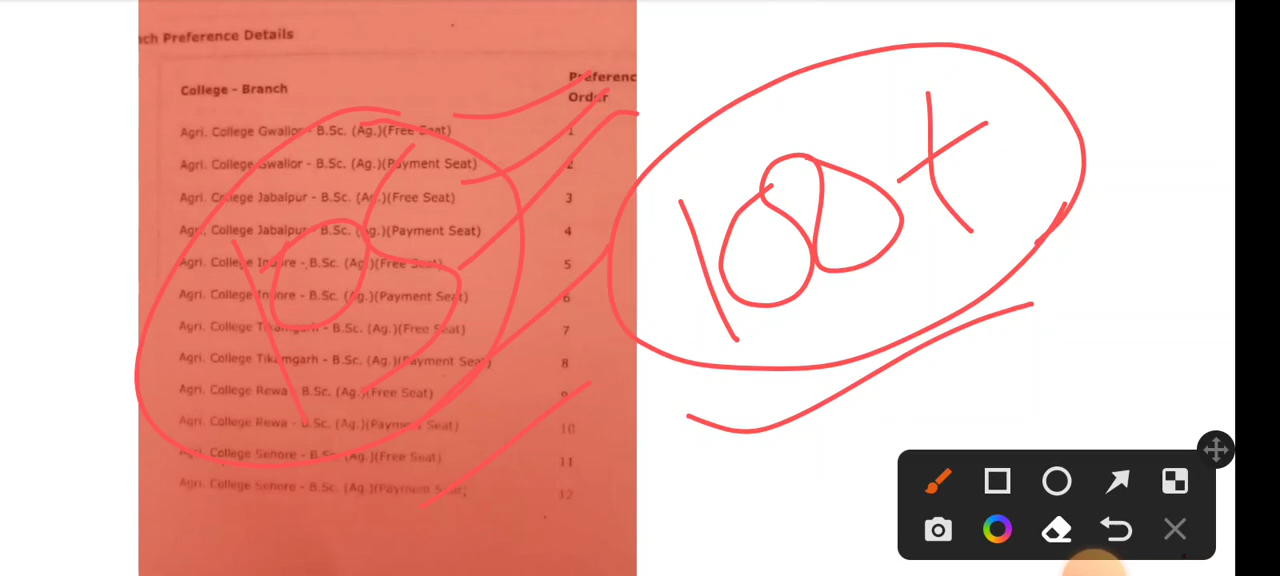 ch Preference Details
College - Branch
Preferenc
Order
Agri. College Gwalior - B.Sc. (Ag.)(Free Seat) 1
Agri. College Gwalior - B.Sc. (Ag.)(Payment Seat) 2
Agri. College Jabalpur - B.Sc. (Ag.)(Free Seat) 3
Agri. College Jabalpur - B.Sc. (Ag.)(Payment Seat) 4
Agri. College Indore - B.Sc. (Ag.)(Free Seat) 5
Agri. College Indore - B.Sc. (Ag.)(Payment Seat) 6
Agri. College Tikamgarh - B.Sc. (Ag.)(Free Seat) 7
Agri. College Tikamgarh - B.Sc. (Ag.)(Payment Seat) 8
Agri. College Rewa - B.Sc. (Ag.)(Free Seat) 9
Agri. College Rewa - B.Sc. (Ag.)(Payment Seat) 10
Agri. College Sehore - B.Sc. (Ag.)(Free Seat) 11
Agri. College Sehore - B.Sc. (Ag.)(Payment Seat) 12
100+